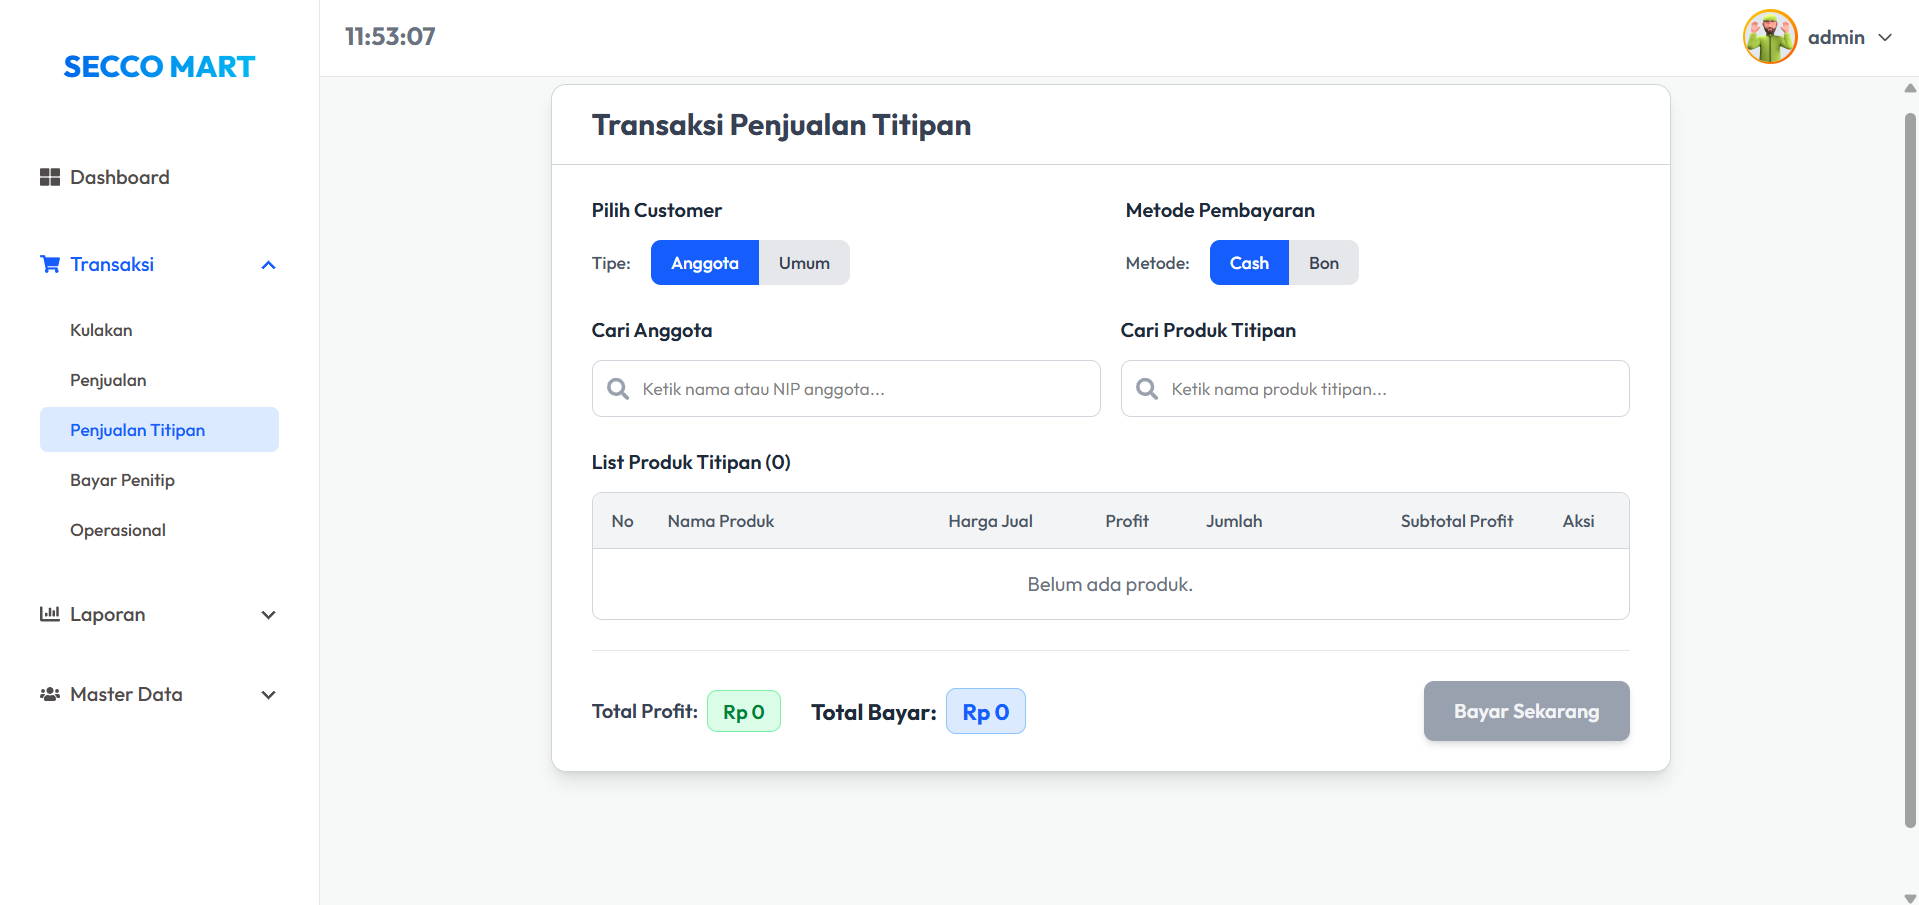 SECCO MART
11:53:07
admin
Dashboard
Transaksi
Kulakan
Penjualan
Penjualan Titipan
Bayar Penitip
Operasional
Laporan
Master Data
Transaksi Penjualan Titipan
Pilih Customer
Tipe: Anggota Umum
Metode Pembayaran
Metode: Cash Bon
Cari Anggota
Ketik nama atau NIP anggota...
Cari Produk Titipan
Ketik nama produk titipan...
List Produk Titipan (0)
No Nama Produk Harga Jual Profit Jumlah Subtotal Profit Aksi
Belum ada produk.
Total Profit: Rp 0 Total Bayar: Rp 0 Bayar Sekarang